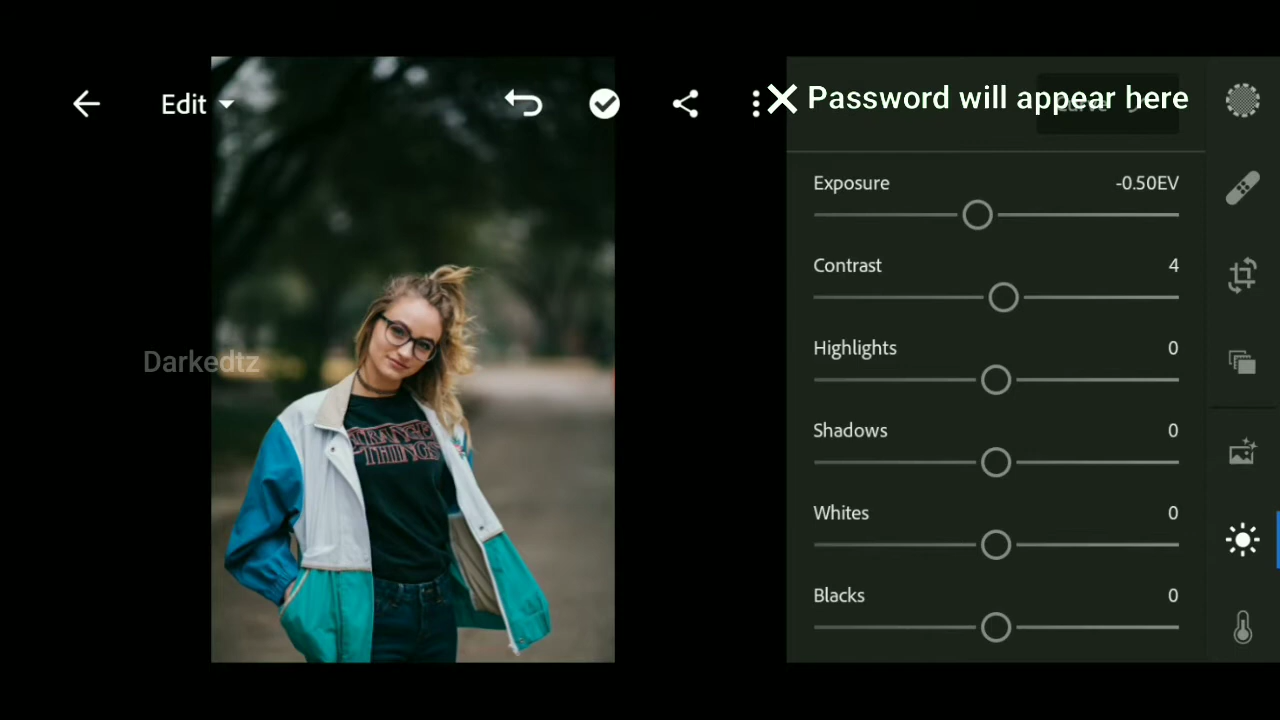 Edit
Password will appear here
Curve
Exposure -0.50EV
Contrast 4
Highlights 0
Shadows 0
Whites 0
Blacks 0
Darkedtz
STRANGER
THINGS